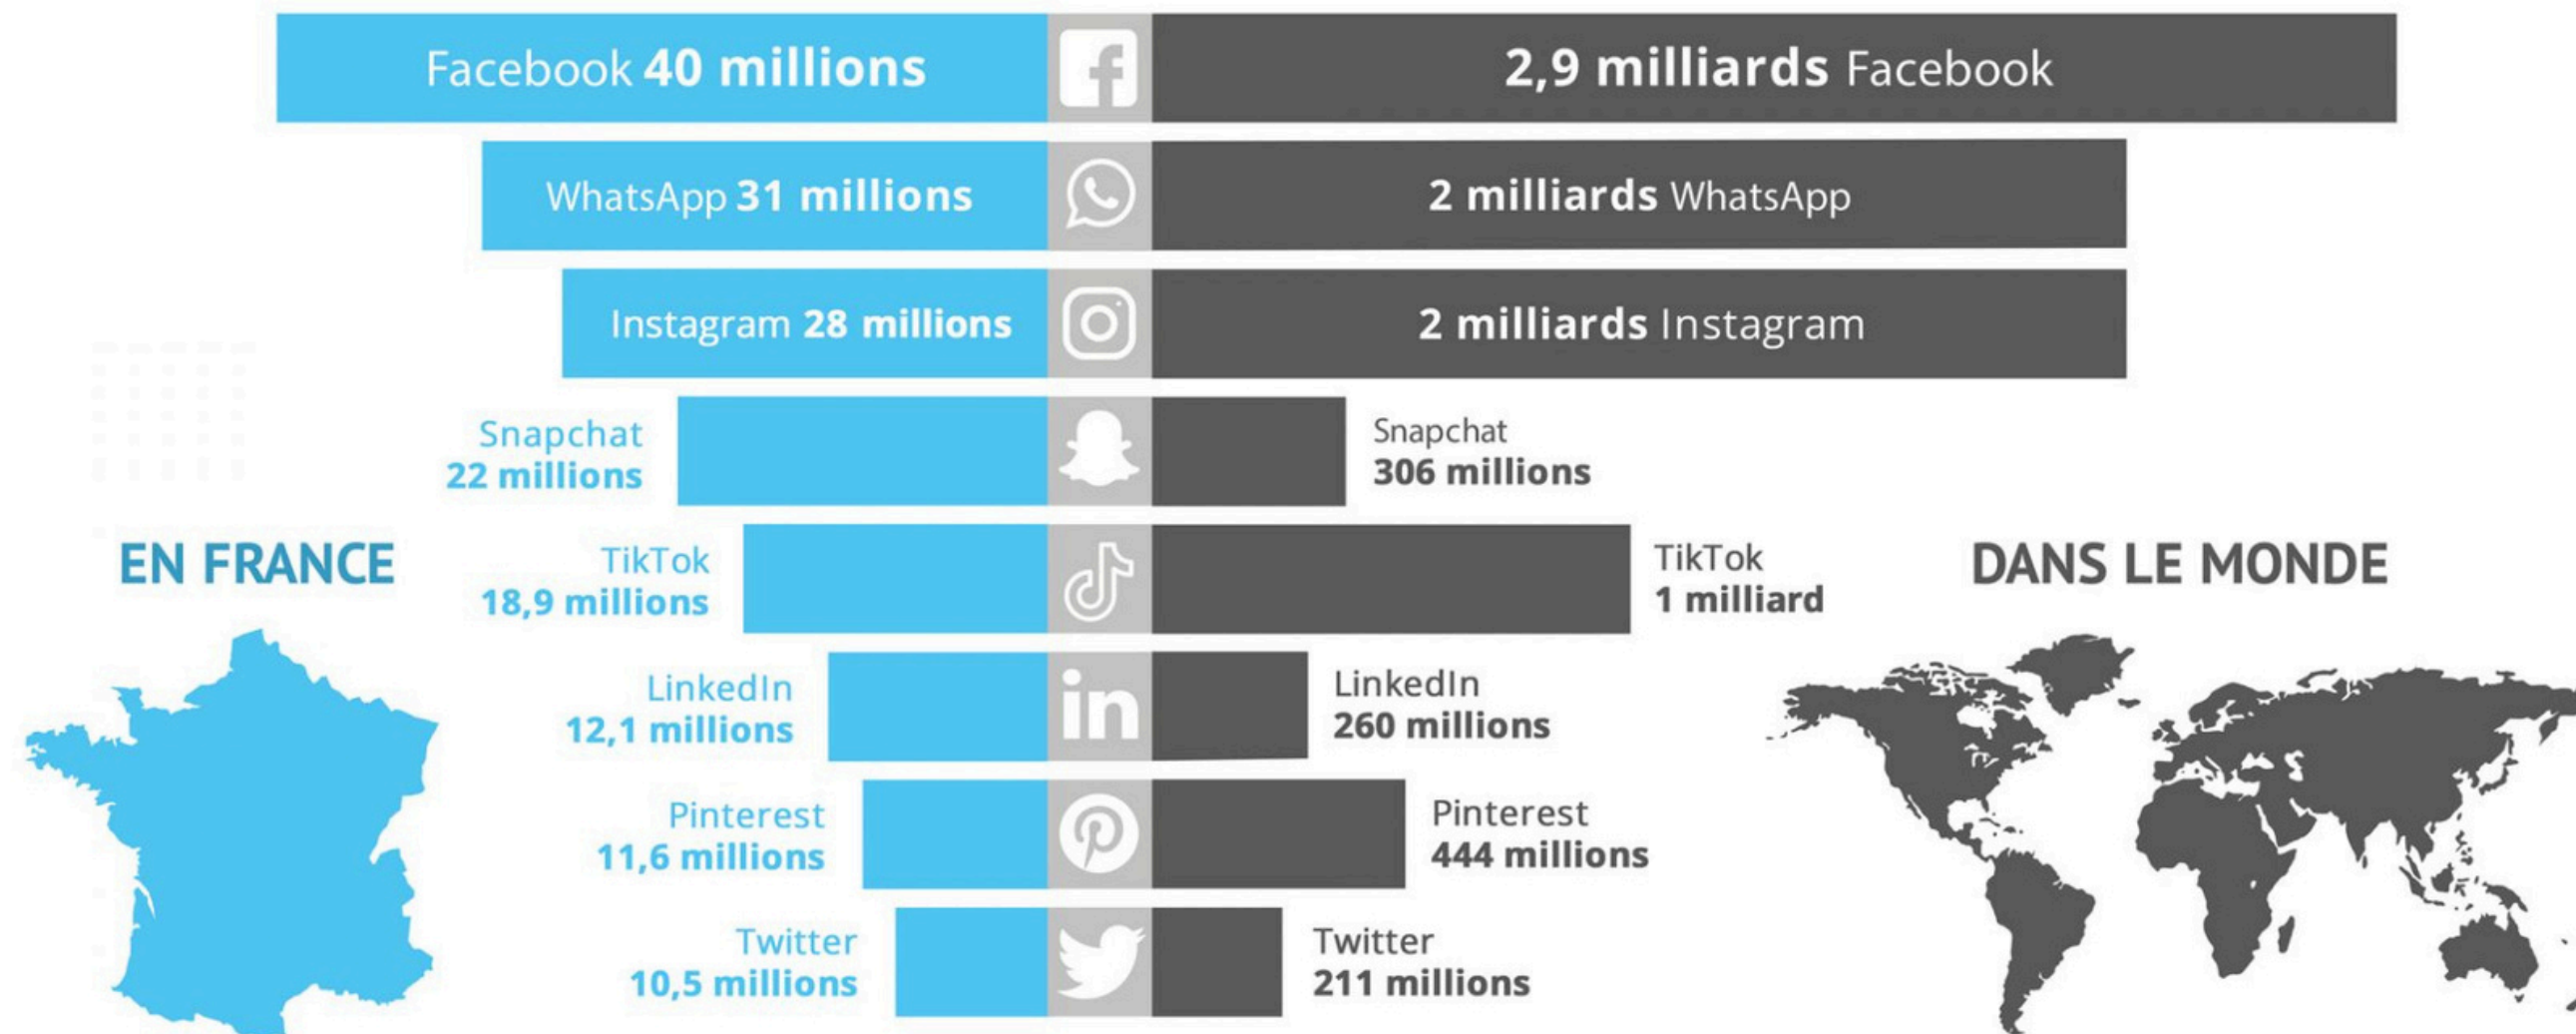 Facebook 40 millions
2,9 milliards Facebook
WhatsApp 31 millions
2 milliards WhatsApp
Instagram 28 millions
2 milliards Instagram
Snapchat
22 millions
Snapchat
306 millions
EN FRANCE
TikTok
18,9 millions
TikTok
1 milliard
DANS LE MONDE
LinkedIn
12,1 millions
in
LinkedIn
260 millions
Pinterest
11,6 millions
Pinterest
444 millions
Twitter
10,5 millions
Twitter
211 millions